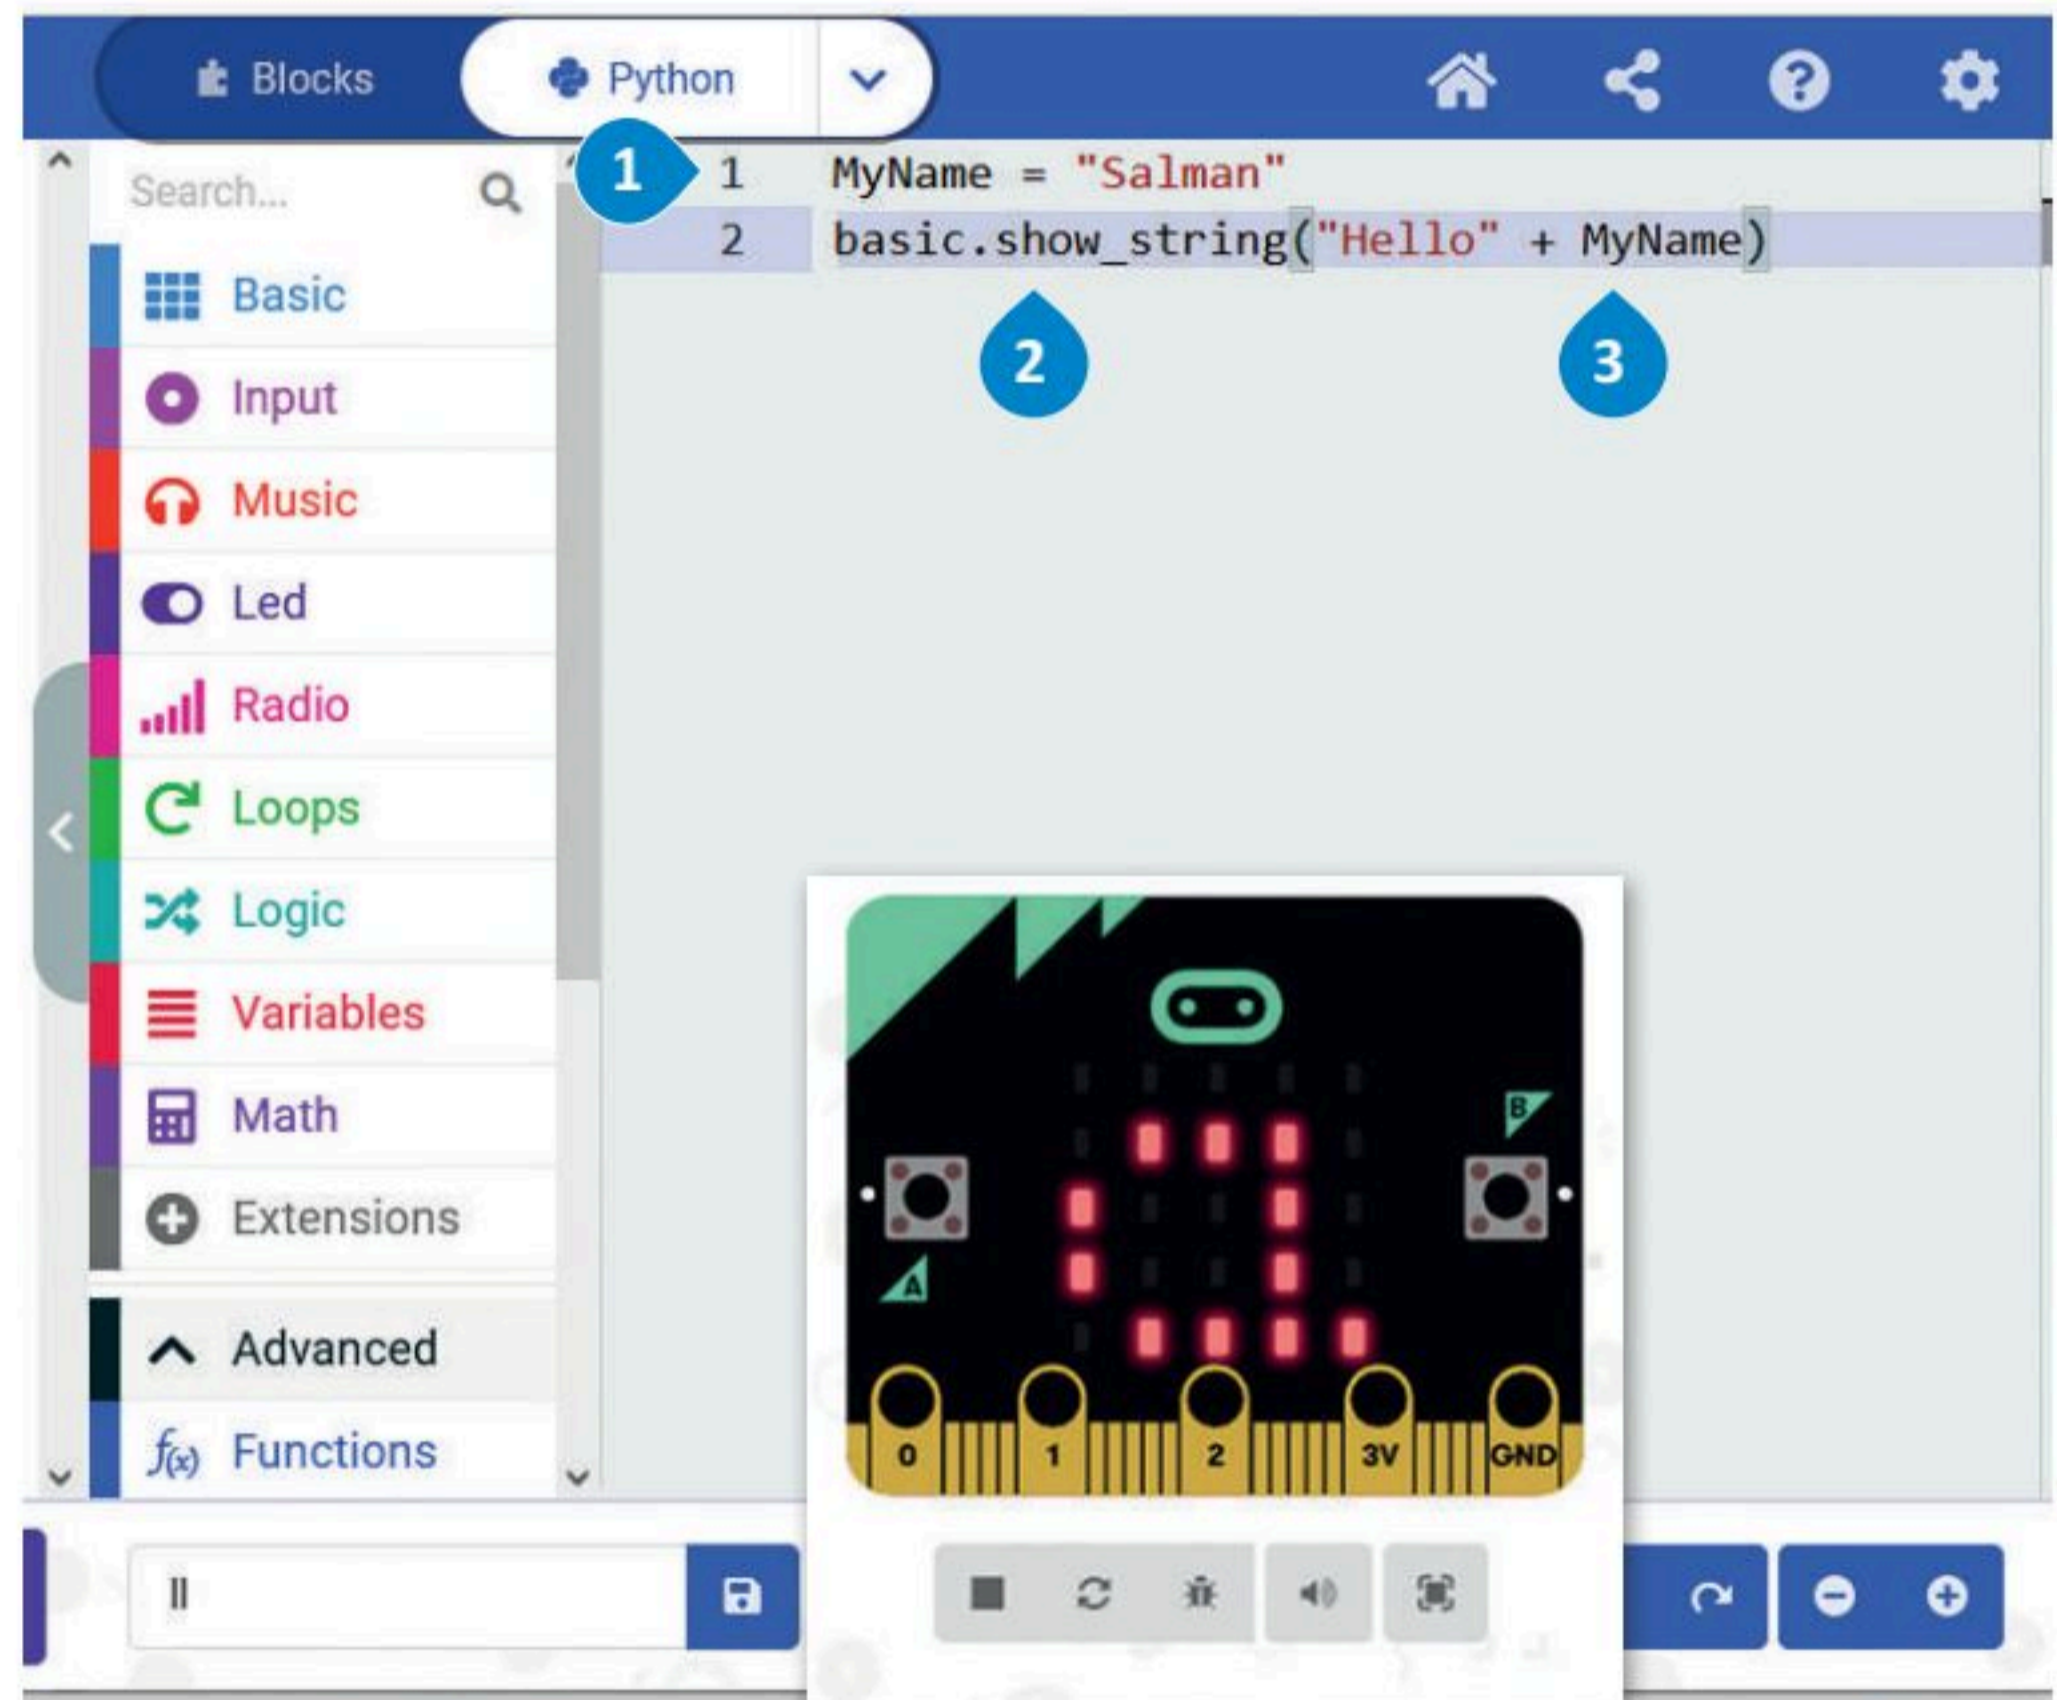 Blocks
Python
Search...
1
1 MyName = "Salman"
2 basic.show_string("Hello" + MyName)
2
3
Basic
Input
Music
Led
Radio
Loops
Logic
Variables
Math
Extensions
Advanced
f(x) Functions
B
A
0 1 2 3V GND